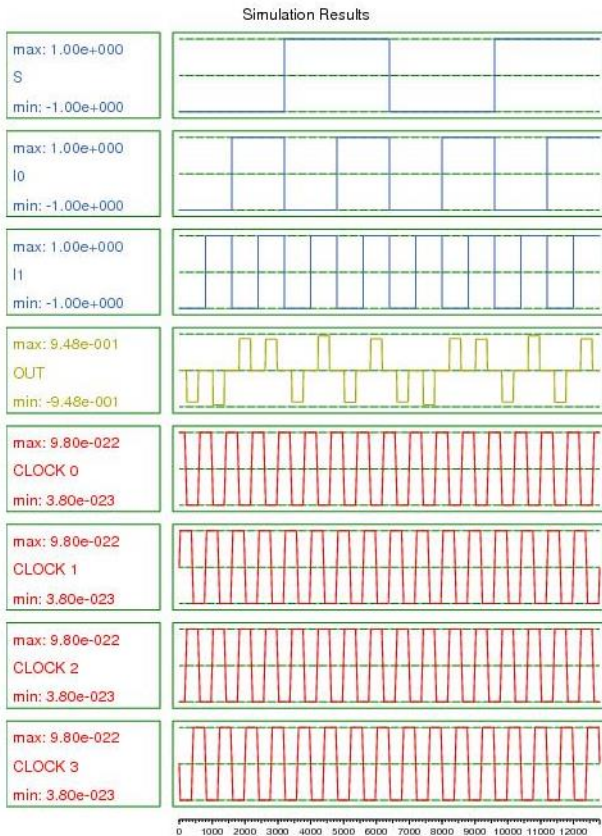 Simulation Results
max: 1.00e+000
S
min: -1.00e+000
max: 1.00e+000
I0
min: -1.00e+000
max: 1.00e+000
I1
min: -1.00e+000
max: 9.48e-001
OUT
min: -9.48e-001
max: 9.80e-022
CLOCK 0
min: 3.80e-023
max: 9.80e-022
CLOCK 1
min: 3.80e-023
max: 9.80e-022
CLOCK 2
min: 3.80e-023
max: 9.80e-022
CLOCK 3
min: 3.80e-023
0 1000 2000 3000 4000 5000 6000 7000 8000 9000 10000 11000 12000